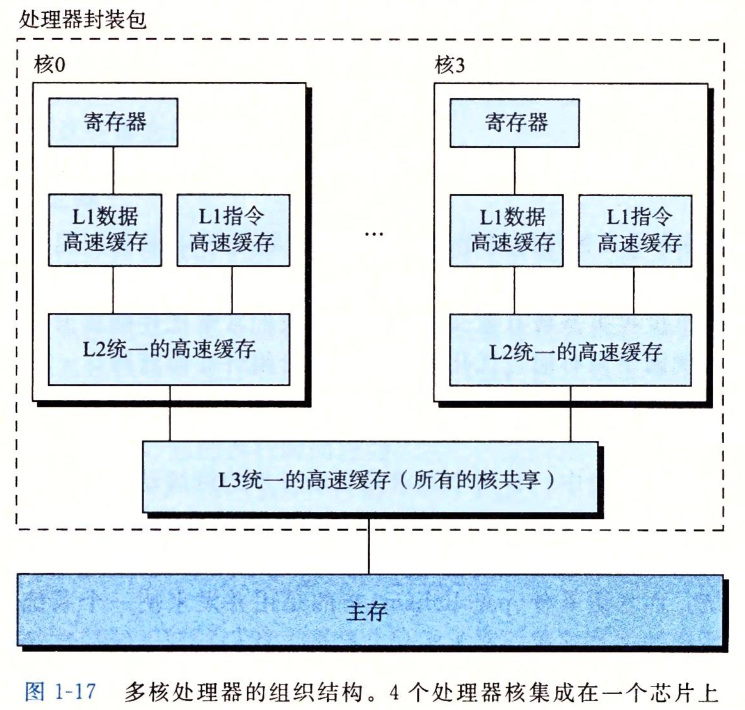 处理器封装包
核0
核3
寄存器
寄存器
L1数据
高速缓存
L1指令
高速缓存
...
L1数据
高速缓存
L1指令
高速缓存
L2统一的高速缓存
L2统一的高速缓存
L3统一的高速缓存（所有的核共享）
主存
图 1-17 多核处理器的组织结构。4 个处理器核集成在一个芯片上